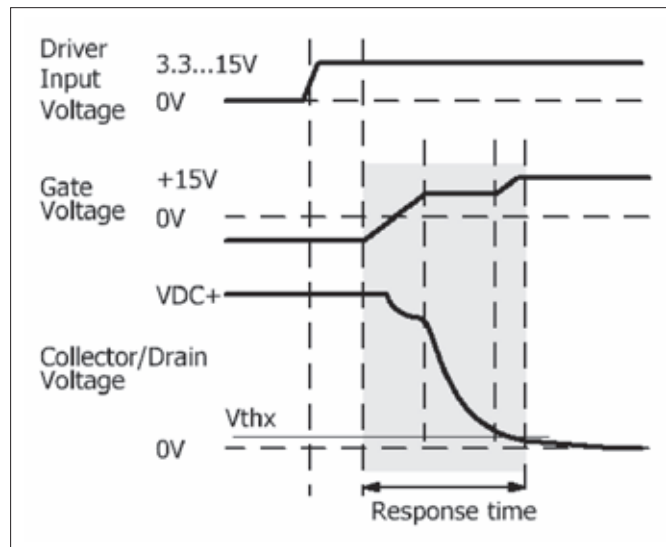 Driver
Input
Voltage
3.3...15V
0V
Gate
Voltage
+15V
0V
VDC+
Collector/Drain
Voltage
Vthx
0V
Response time